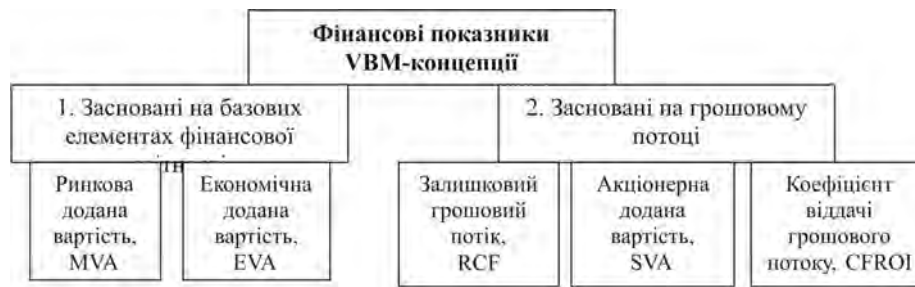 Фінансові показники
VBM-концепції
1. Засновані на базових
елементах фінансової
2. Засновані на грошовому
потоці
Ринкова
додана
вартість,
MVA
Економічна
додана
вартість,
EVA
Залишковий
грошовий
потік,
RCF
Акціонерна
додана
вартість,
SVA
Коефіцієнт
віддачі
грошового
потоку, CFROI